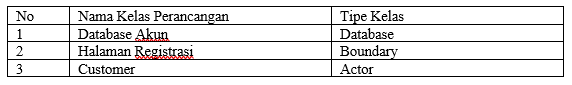 No Nama Kelas Perancangan Tipe Kelas
1 Database Akun Database
2 Halaman Registrasi Boundary
3 Customer Actor